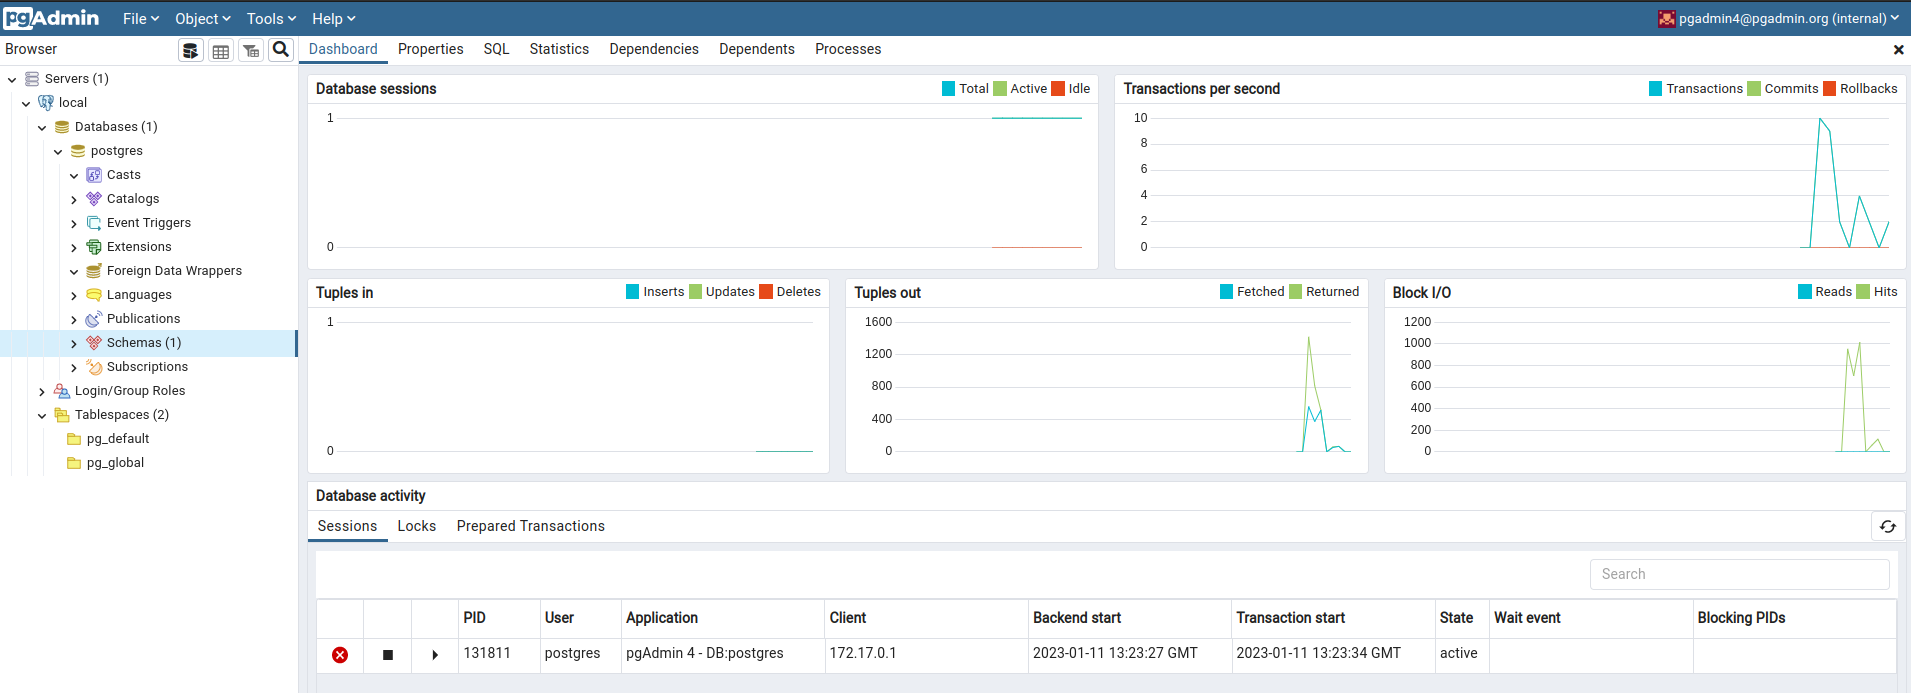 pgAdmin File Object Tools Help pgadmin4@pgadmin.org (internal)
Browser
Servers (1)
local
Databases (1)
postgres
Casts
Catalogs
Event Triggers
Extensions
Foreign Data Wrappers
Languages
Publications
Schemas (1)
Subscriptions
Login/Group Roles
Tablespaces (2)
pg_default
pg_global
Dashboard Properties SQL Statistics Dependencies Dependents Processes
Database sessions Total Active Idle
1
0
Transactions per second Transactions Commits Rollbacks
10
8
6
4
2
0
Tuples in Inserts Updates Deletes
1
0
Tuples out Fetched Returned
1600
1200
800
400
0
Block I/O Reads Hits
1200
1000
800
600
400
200
0
Database activity
Sessions Locks Prepared Transactions
Search
PID User Application Client Backend start Transaction start State Wait event Blocking PIDs
131811 postgres pgAdmin 4 - DB:postgres 172.17.0.1 2023-01-11 13:23:27 GMT 2023-01-11 13:23:34 GMT active